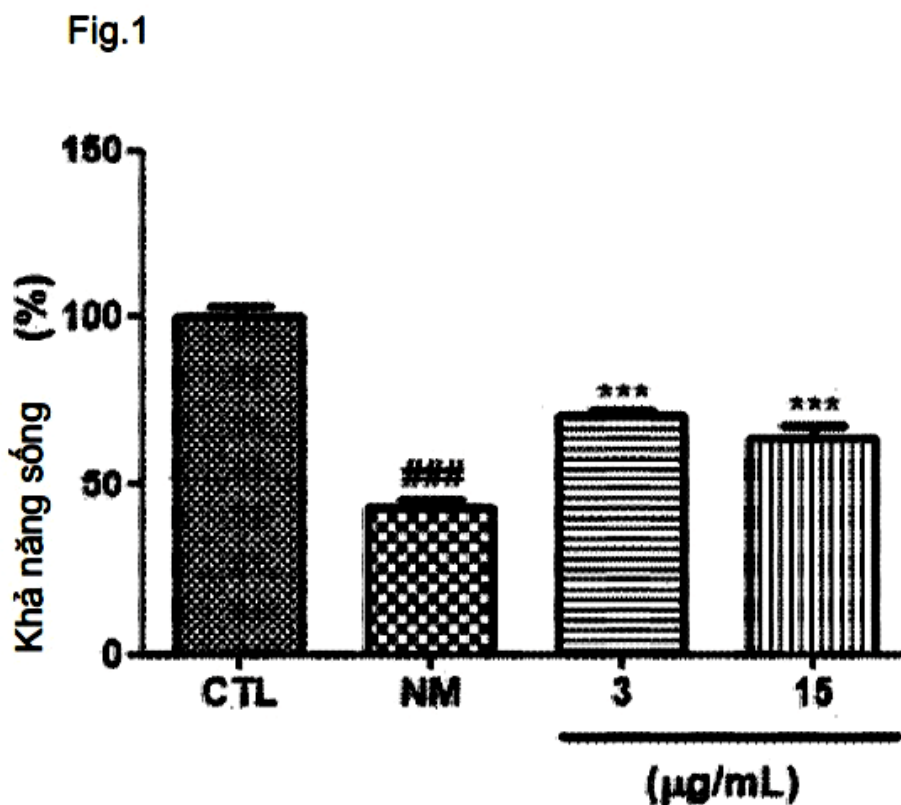 Fig.1
Khả năng sống (%)
150
100
50
0
###
***
***
CTL
NM
3
15
(µg/mL)